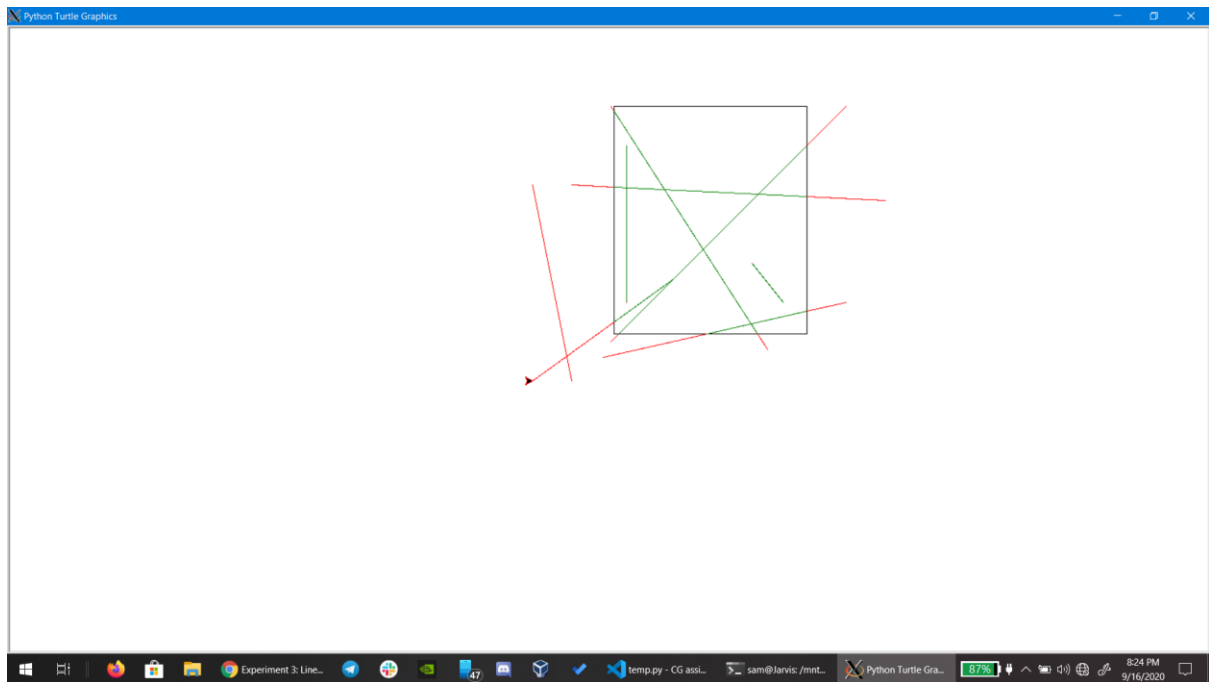 Python Turtle Graphics
Experiment 3: Line...
47
temp.py - CG assi...
sam@Jarvis: /mnt...
Python Turtle Gra...
87%
8:24 PM
9/16/2020